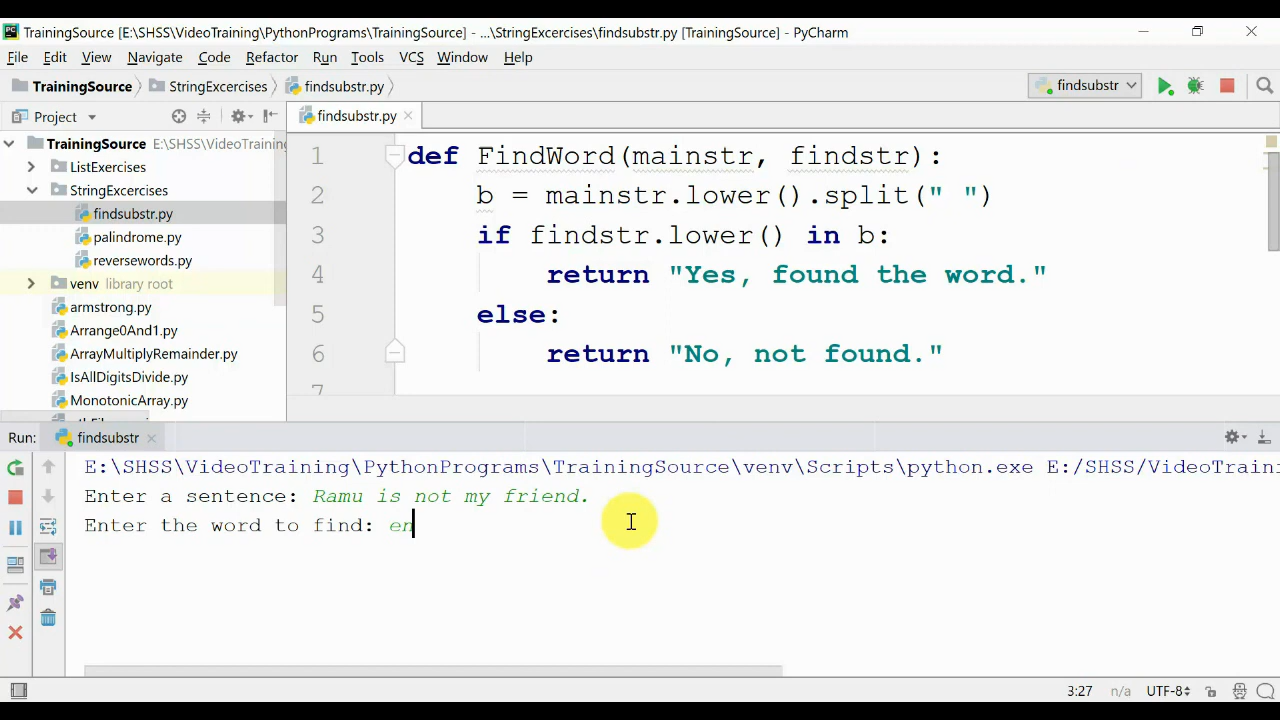 TrainingSource [E:\SHSS\VideoTraining\PythonPrograms\TrainingSource] - ...\StringExcercises\findsubstr.py [TrainingSource] - PyCharm
File Edit View Navigate Code Refactor Run Tools VCS Window Help
TrainingSource StringExcercises findsubstr.py findsubstr
Project findsubstr.py
TrainingSource E:\SHSS\VideoTraining
ListExercises
StringExcercises
findsubstr.py
palindrome.py
reversewords.py
venv library root
armstrong.py
Arrange0And1.py
ArrayMultiplyRemainder.py
IsAllDigitsDivide.py
MonotonicArray.py
1 def FindWord(mainstr, findstr):
2 b = mainstr.lower().split(" ")
3 if findstr.lower() in b:
4 return "Yes, found the word."
5 else:
6 return "No, not found."
7
Run: findsubstr
E:\SHSS\VideoTraining\PythonPrograms\TrainingSource\venv\Scripts\python.exe E:/SHSS/VideoTraini
Enter a sentence: Ramu is not my friend.
Enter the word to find: en
3:27 n/a UTF-8